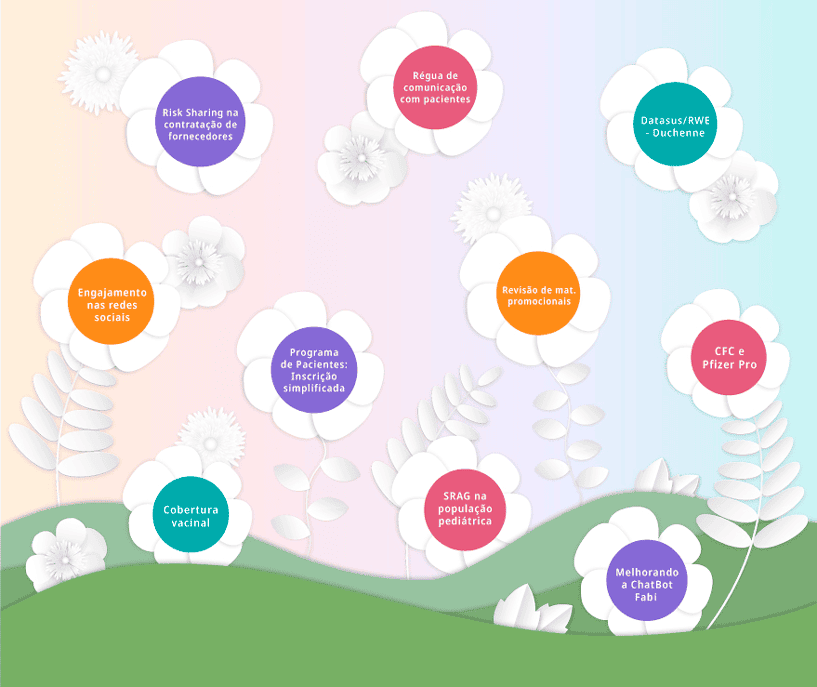 Risk Sharing na
contratação de
fornecedores
Régua de
comunicação
com pacientes
Datasus/RWE
- Duchenne
Engajamento
nas redes
sociais
Revisão de mat.
promocionais
Programa
de Pacientes:
Inscrição
simplificada
CFC e
Pfizer Pro
Cobertura
vacinal
SRAG na
população
pediátrica
Melhorando
a ChatBot
Fabi